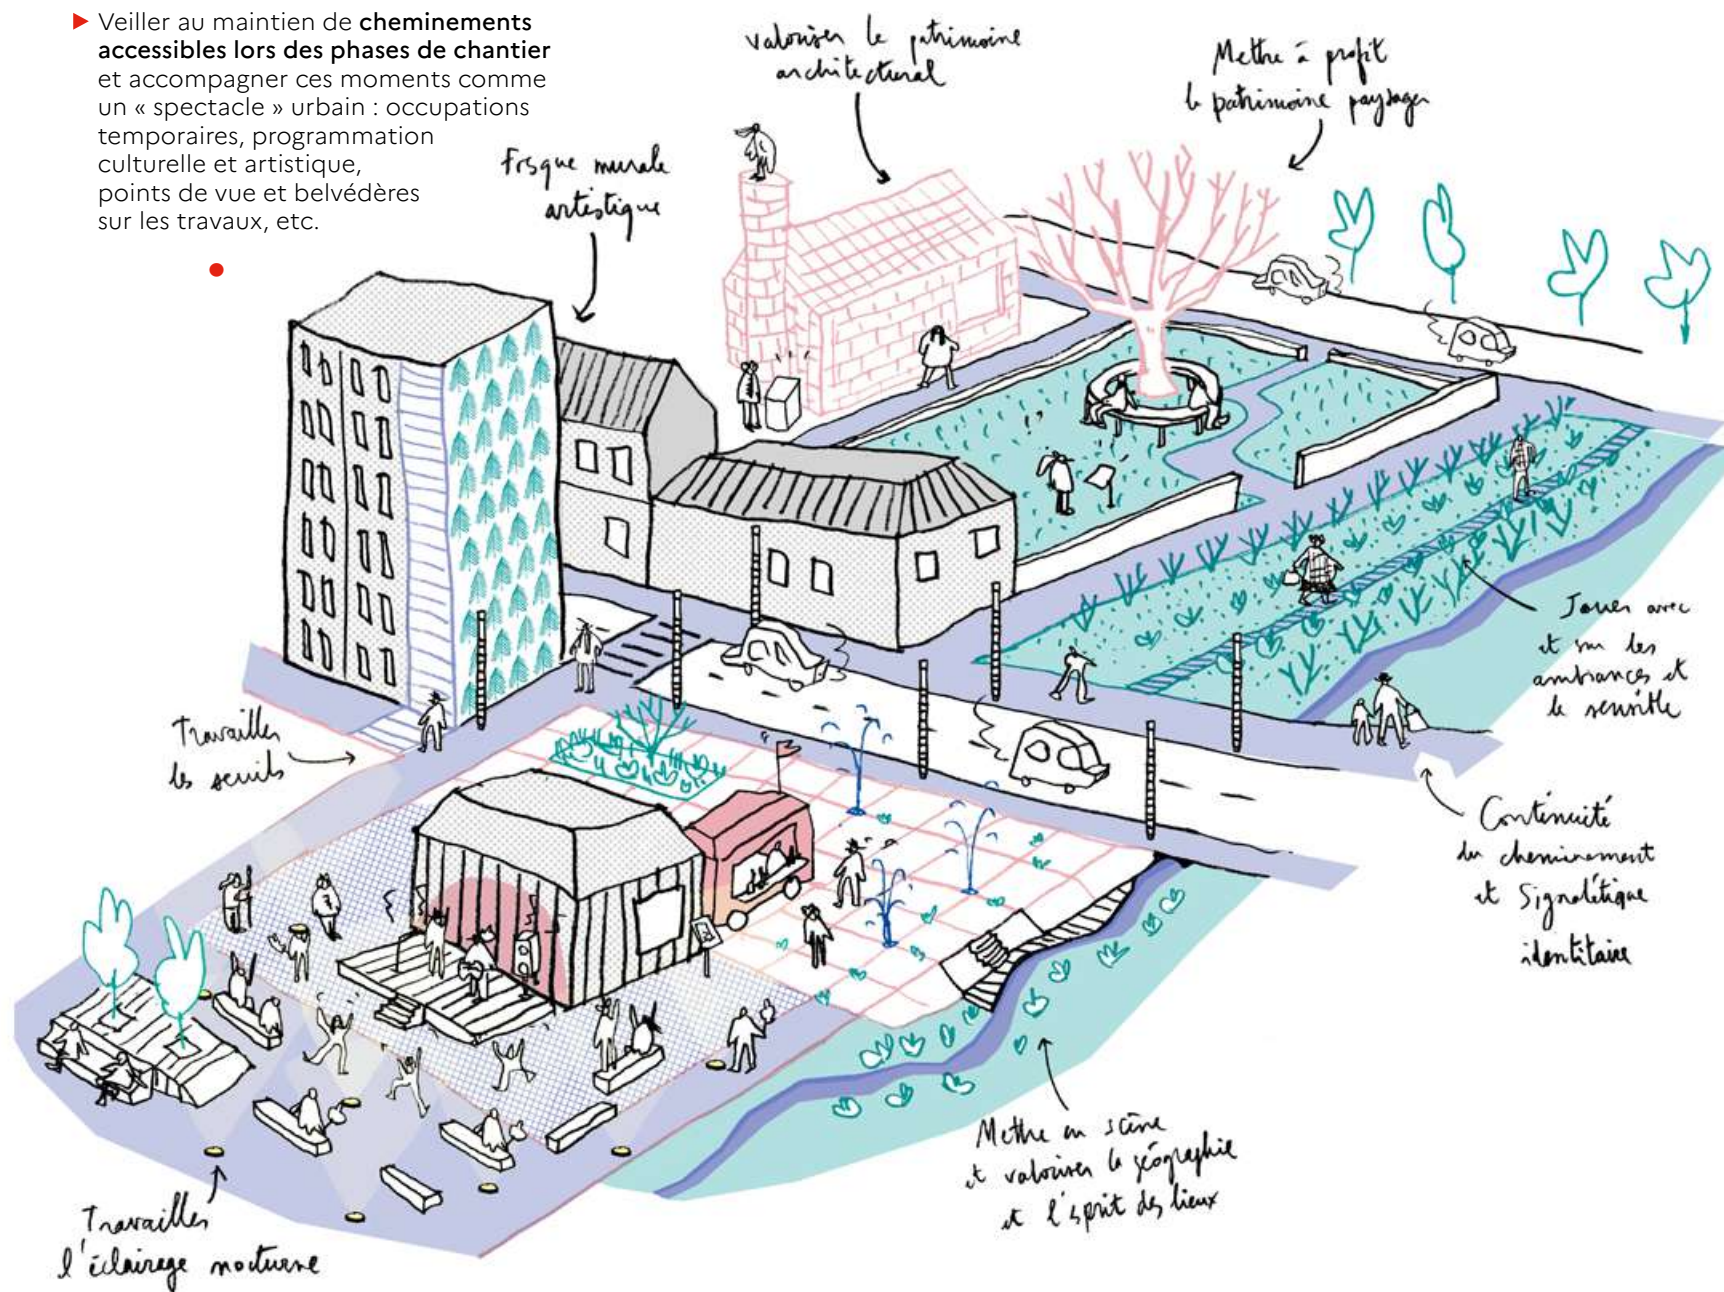 ▶ Veiller au maintien de cheminements
accessibles lors des phases de chantier
et accompagner ces moments comme
un « spectacle » urbain : occupations
temporaires, programmation
culturelle et artistique,
points de vue et belvédères
sur les travaux, etc.
valoriser le patrimoine
architectural
Mettre à profit
le patrimoine paysager
Fresque murale
artistique
Jouer avec
et sur les
ambiances et
le sensible
Travailler
les seuils
Continuité
du cheminement
et Signalétique
identitaire
Mettre en scène
et valoriser la géographie
et l'esprit des lieux
Travailler
l'éclairage nocturne